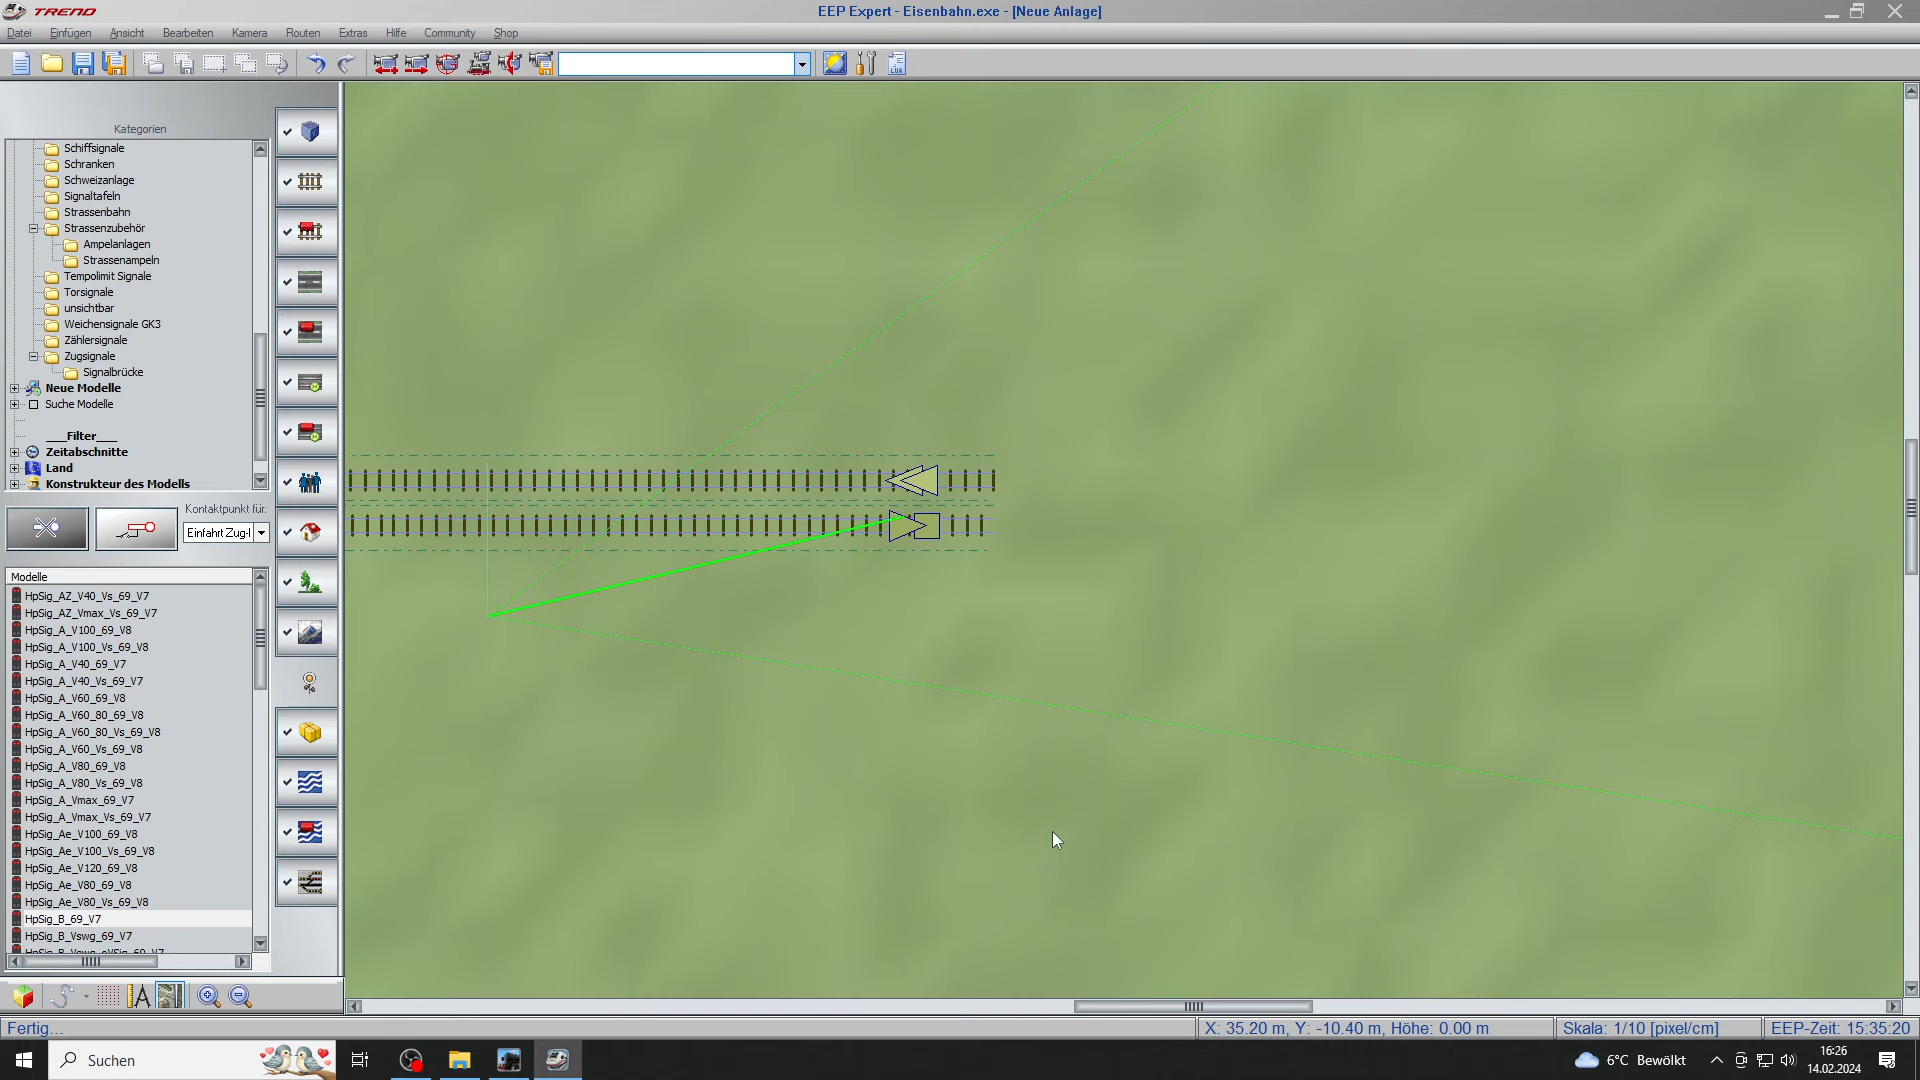 TREND
EEP Expert - Eisenbahn.exe - [Neue Anlage]
Datei Einfügen Ansicht Bearbeiten Kamera Routen Extras Hilfe Community Shop
LUA
Kategorien
Schiffsignale
Schranken
Schweizanlage
Signaltafeln
Strassenbahn
Strassenzubehör
Ampelanlagen
Strassenampeln
Tempolimit Signale
Torsignale
unsichtbar
Weichensignale GK3
Zählersignale
Zugsignale
Signalbrücke
Neue Modelle
Suche Modelle
___Filter___
Zeitabschnitte
Land
Konstrukteur des Modells
Kontaktpunkt für:
Einfahrt Zug-
Modelle
HpSig_AZ_V40_Vs_69_V7
HpSig_AZ_Vmax_Vs_69_V7
HpSig_A_V100_69_V8
HpSig_A_V100_Vs_69_V8
HpSig_A_V40_69_V7
HpSig_A_V40_Vs_69_V7
HpSig_A_V60_69_V8
HpSig_A_V60_80_69_V8
HpSig_A_V60_80_Vs_69_V8
HpSig_A_V60_Vs_69_V8
HpSig_A_V80_69_V8
HpSig_A_V80_Vs_69_V8
HpSig_A_Vmax_69_V7
HpSig_A_Vmax_Vs_69_V7
HpSig_Ae_V100_69_V8
HpSig_Ae_V100_Vs_69_V8
HpSig_Ae_V120_69_V8
HpSig_Ae_V80_69_V8
HpSig_Ae_V80_Vs_69_V8
HpSig_B_69_V7
HpSig_B_Vswg_69_V7
HpSig_B_Vswg_oVSig_69_V7
Fertig...
X: 35.20 m, Y: -10.40 m, Höhe: 0.00 m
Skala: 1/10 [pixel/cm]
EEP-Zeit: 15:35:20
Suchen
6°C Bewölkt
16:26
14.02.2024